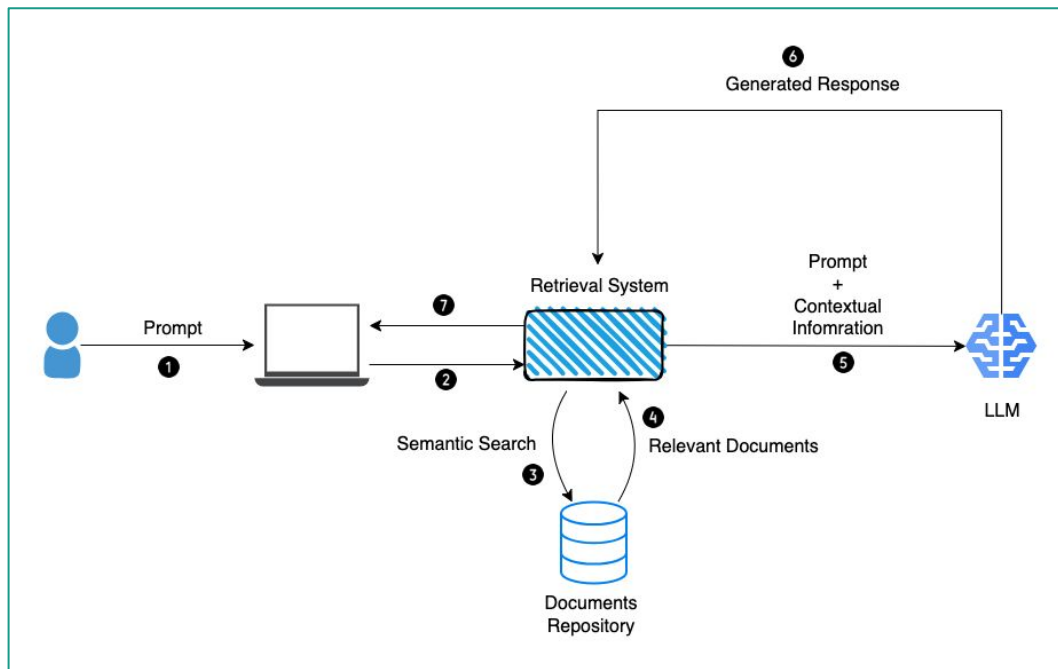 6
Generated Response
Retrieval System
Prompt
+
Contextual
Infomration
7
Prompt
1
2
5
LLM
4
Semantic Search
Relevant Documents
3
Documents
Repository